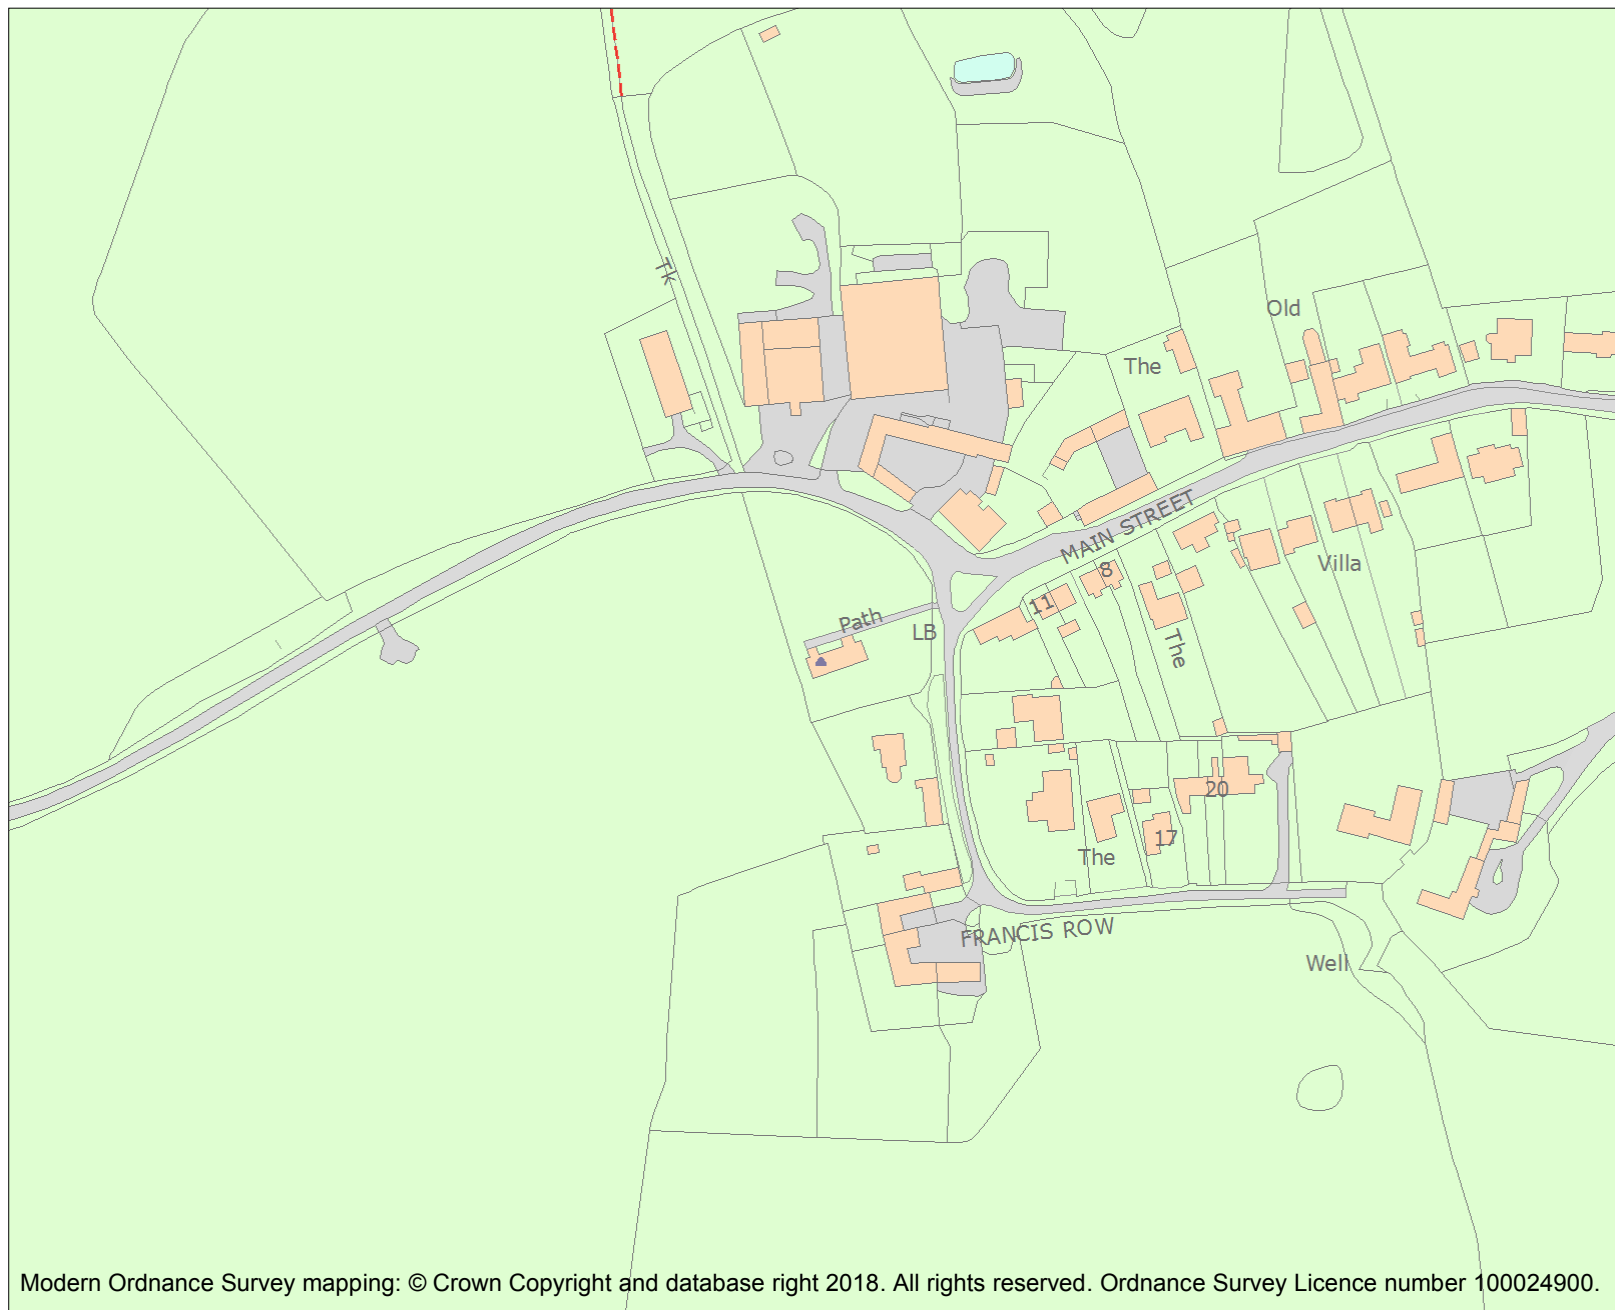 Tk
Old
The
MAIN STREET
8
Villa
11
Path
LB
The
20
17
The
FRANCIS ROW
Well
Modern Ordnance Survey mapping: © Crown Copyright and database right 2018. All rights reserved. Ordnance Survey Licence number 100024900.